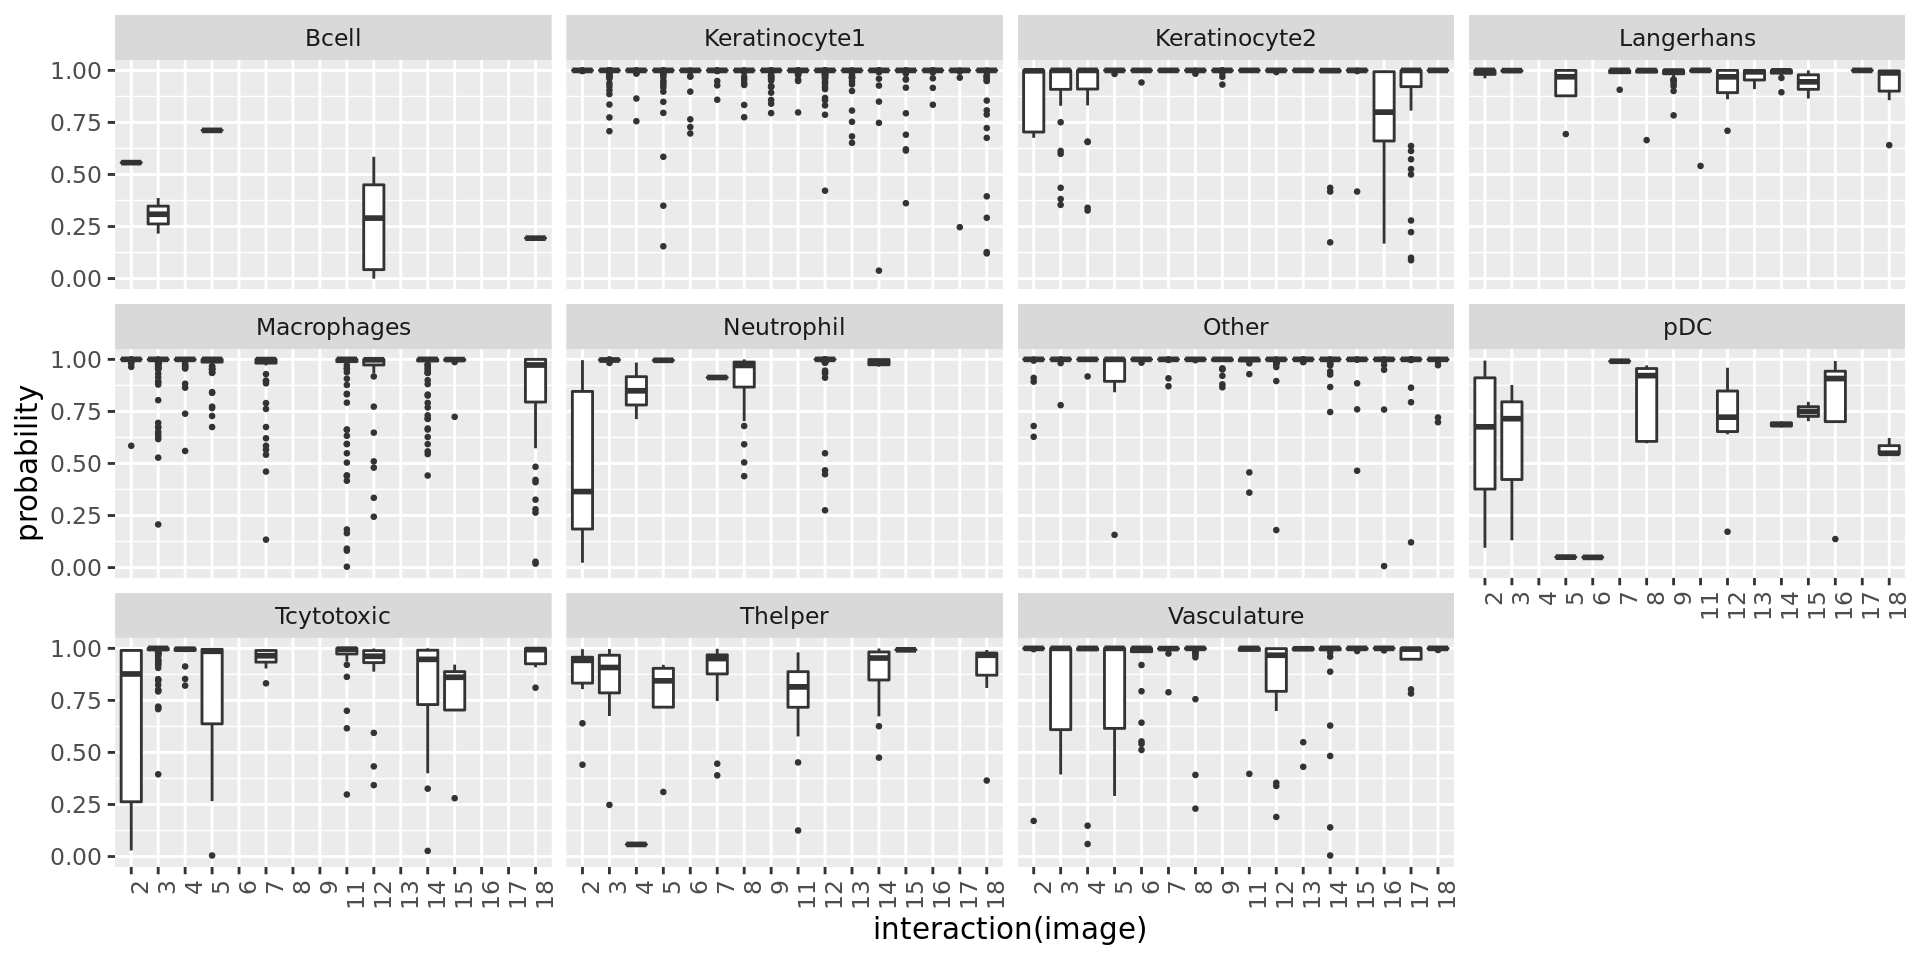 Bcell Keratinocyte1 Keratinocyte2 Langerhans
1.00
0.75
0.50
0.25
0.00
Macrophages Neutrophil Other pDC
1.00
0.75
0.50
0.25
0.00
2 3 4 5 6 7 8 9 11 12 13 14 15 16 17 18
Tcytotoxic Thelper Vasculature
1.00
0.75
0.50
0.25
0.00
2 3 4 5 6 7 8 9 11 12 13 14 15 16 17 18
2 3 4 5 6 7 8 9 11 12 13 14 15 16 17 18
2 3 4 5 6 7 8 9 11 12 13 14 15 16 17 18
probability
interaction(image)